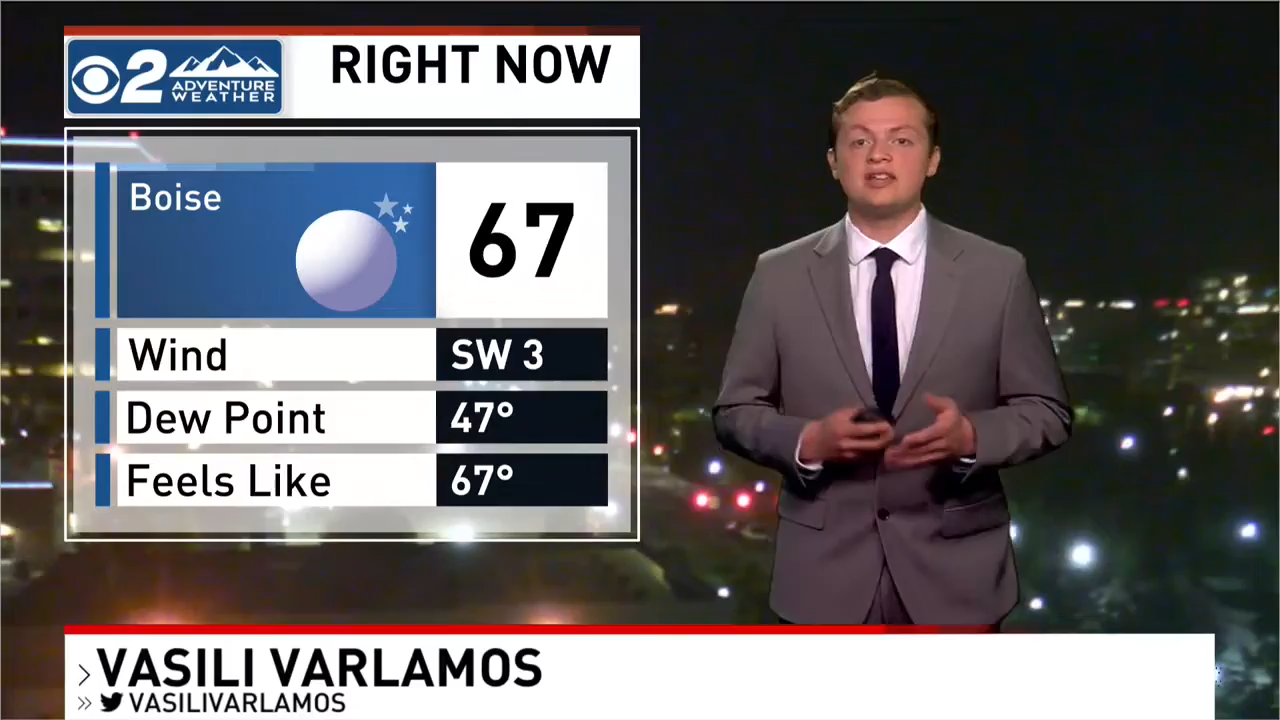 2 ADVENTURE
WEATHER
RIGHT NOW
Boise
67
Wind SW 3
Dew Point 47°
Feels Like 67°
VASILI VARLAMOS
VASILIVARLAMOS